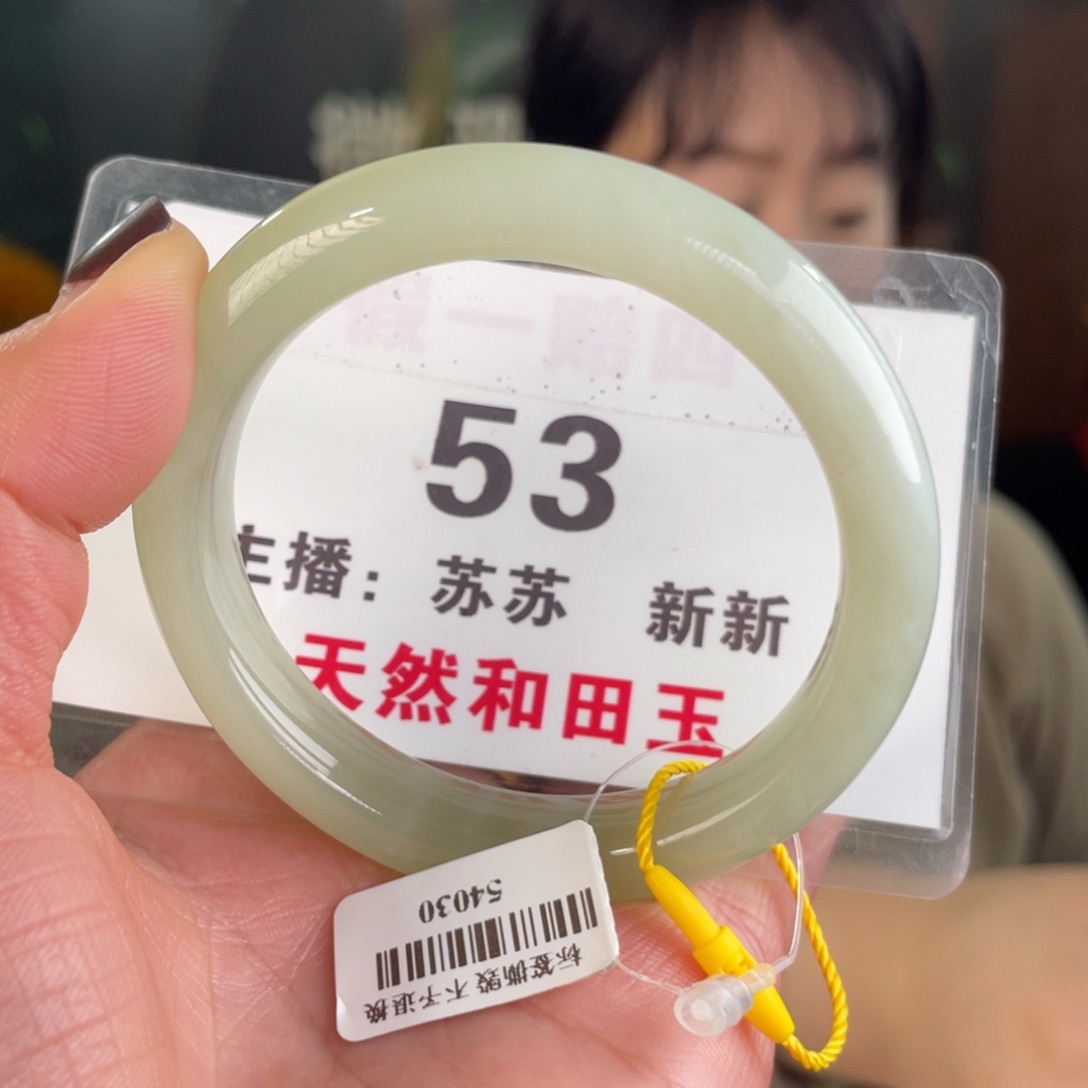 53
主播：苏苏 新新
天然和田玉
54030
标签撕毁 不予退换